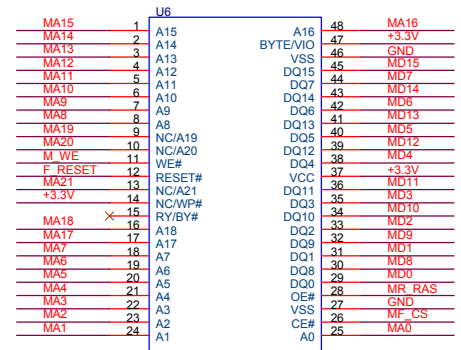 U6
MA15 1 A15 A16 48 MA16
MA14 2 A14 BYTE/VIO 47 +3.3V
MA13 3 A13 VSS 46 GND
MA12 4 A12 DQ15 45 MD15
MA11 5 A11 DQ7 44 MD7
MA10 6 A10 DQ14 43 MD14
MA9 7 A9 DQ6 42 MD6
MA8 8 A8 DQ13 41 MD13
MA19 9 NC/A19 DQ5 40 MD5
MA20 10 NC/A20 DQ12 39 MD12
M_WE 11 WE# DQ4 38 MD4
F_RESET 12 RESET# VCC 37 +3.3V
MA21 13 NC/A21 DQ11 36 MD11
+3.3V 14 NC/WP# DQ3 35 MD3
15 RY/BY# DQ10 34 MD10
MA18 16 A18 DQ2 33 MD2
MA17 17 A17 DQ9 32 MD9
MA7 18 A7 DQ1 31 MD1
MA6 19 A6 DQ8 30 MD8
MA5 20 A5 DQ0 29 MD0
MA4 21 A4 OE# 28 MR_RAS
MA3 22 A3 VSS 27 GND
MA2 23 A2 CE# 26 MF_CS
MA1 24 A1 A0 25 MA0